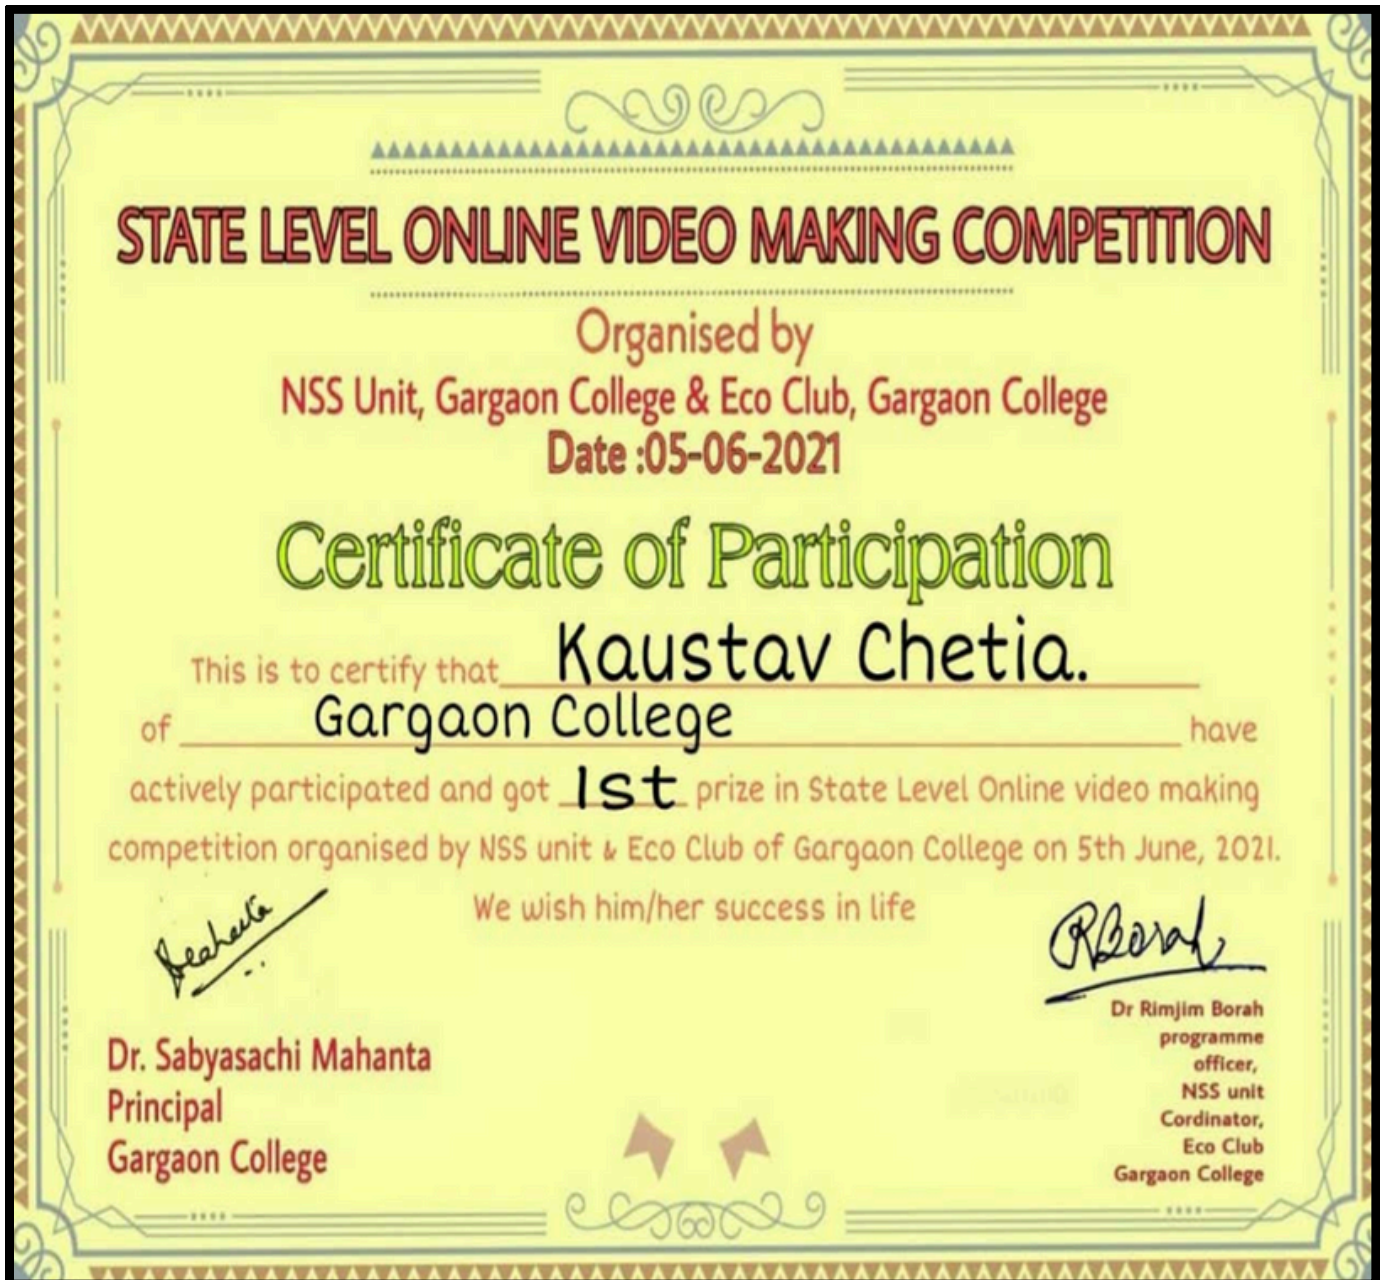 STATE LEVEL ONLINE VIDEO MAKING COMPETITION
Organised by
NSS Unit, Gargaon College & Eco Club, Gargaon College
Date :05-06-2021
Certificate of Participation
This is to certify that Kaustav Chetia.
of Gargaon College have
actively participated and got 1st prize in State Level Online video making
competition organised by NSS unit & Eco Club of Gargaon College on 5th June, 2021.
We wish him/her success in life
RBorah
Dr. Sabyasachi Mahanta
Principal
Gargaon College
Dr Rimjim Borah
programme
officer,
NSS unit
Cordinator,
Eco Club
Gargaon College